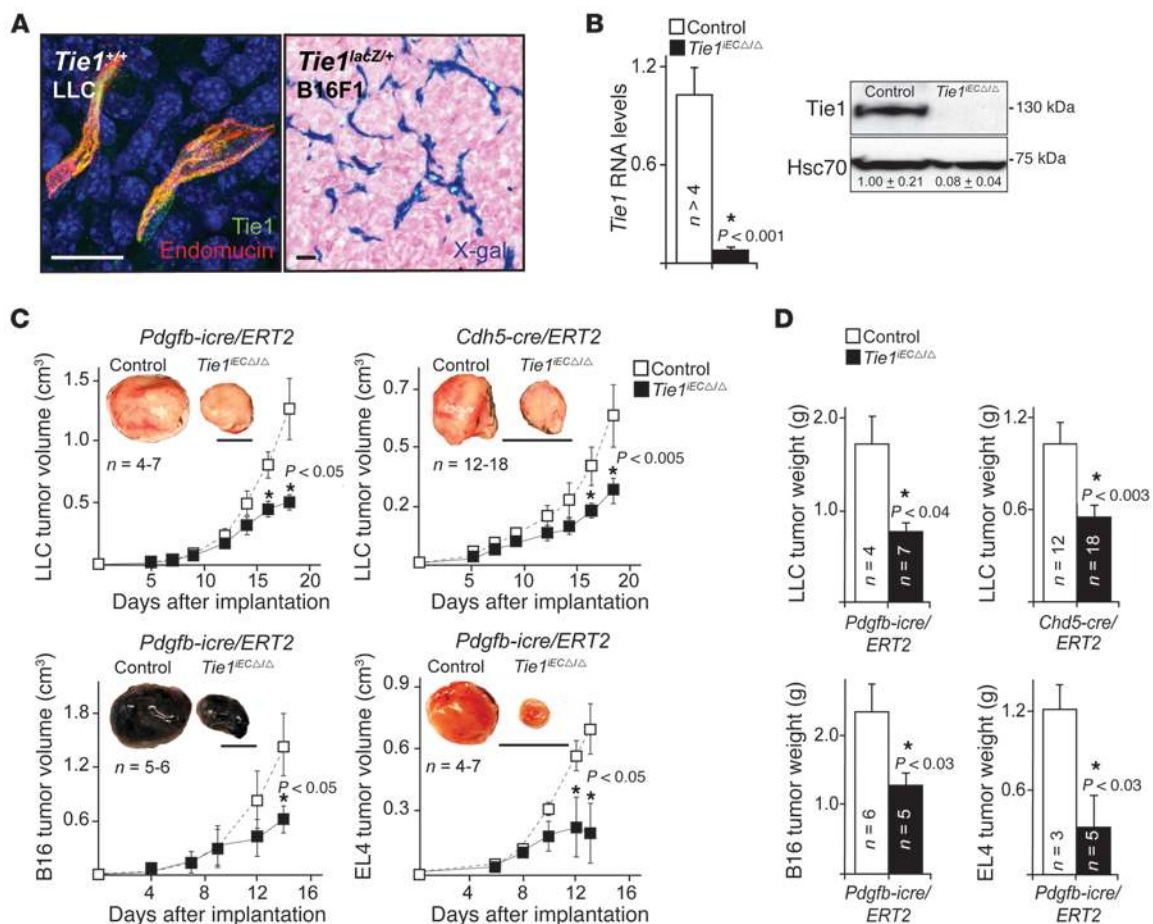 A
Tie1+/+
LLC
Tie1
Endomucin
Tie1lacZ/+
B16F1
X-gal
B
Control
Tie1iECΔ/Δ
Tie1 RNA levels
1.2
0.6
n > 4
*
P < 0.001
Control
Tie1iECΔ/Δ
Tie1
-130 kDa
Hsc70
-75 kDa
1.00 ± 0.21
0.08 ± 0.04
C
Pdgfb-icre/ERT2
Control
Tie1iECΔ/Δ
LLC tumor volume (cm³)
1.5
1.0
0.5
n = 4-7
P < 0.05
*
*
5
10
15
20
Days after implantation
Cdh5-cre/ERT2
Control
Tie1iECΔ/Δ
Control
Tie1iECΔ/Δ
LLC tumor volume (cm³)
0.7
0.5
0.2
n = 12-18
P < 0.005
*
*
5
10
15
20
Days after implantation
Pdgfb-icre/ERT2
Control
Tie1iECΔ/Δ
B16 tumor volume (cm³)
1.8
1.2
0.6
n = 5-6
P < 0.05
*
4
8
12
16
Days after implantation
Pdgfb-icre/ERT2
Control
Tie1iECΔ/Δ
EL4 tumor volume (cm³)
0.9
0.6
0.3
n = 4-7
P < 0.05
*
*
4
8
12
16
Days after implantation
D
Control
Tie1iECΔ/Δ
LLC tumor weight (g)
2.0
1.0
n = 4
n = 7
*
P < 0.04
Pdgfb-icre/
ERT2
LLC tumor weight (g)
1.2
0.6
n = 12
n = 18
*
P < 0.003
Chd5-cre/
ERT2
B16 tumor weight (g)
2.0
1.0
n = 6
n = 5
*
P < 0.03
Pdgfb-icre/
ERT2
EL4 tumor weight (g)
1.2
0.6
n = 3
n = 5
*
P < 0.03
Pdgfb-icre/
ERT2